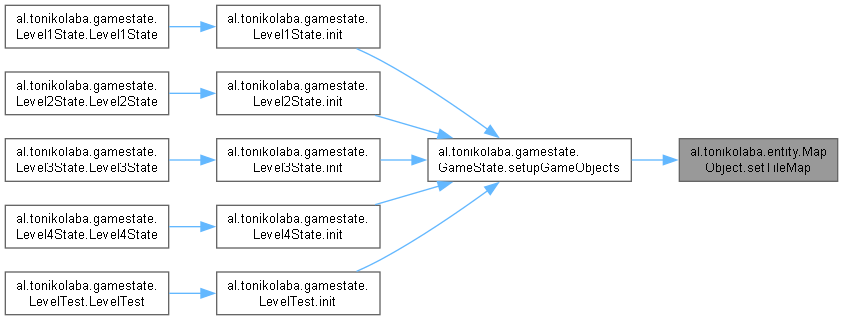 al.tonikolaba.gamestate.
Level1State.Level1State
al.tonikolaba.gamestate.
Level1State.init
al.tonikolaba.gamestate.
Level2State.Level2State
al.tonikolaba.gamestate.
Level2State.init
al.tonikolaba.gamestate.
Level3State.Level3State
al.tonikolaba.gamestate.
Level3State.init
al.tonikolaba.gamestate.
GameState.setupGameObjects
al.tonikolaba.entity.Map
Object.setTileMap
al.tonikolaba.gamestate.
Level4State.Level4State
al.tonikolaba.gamestate.
Level4State.init
al.tonikolaba.gamestate.
LevelTest.LevelTest
al.tonikolaba.gamestate.
LevelTest.init